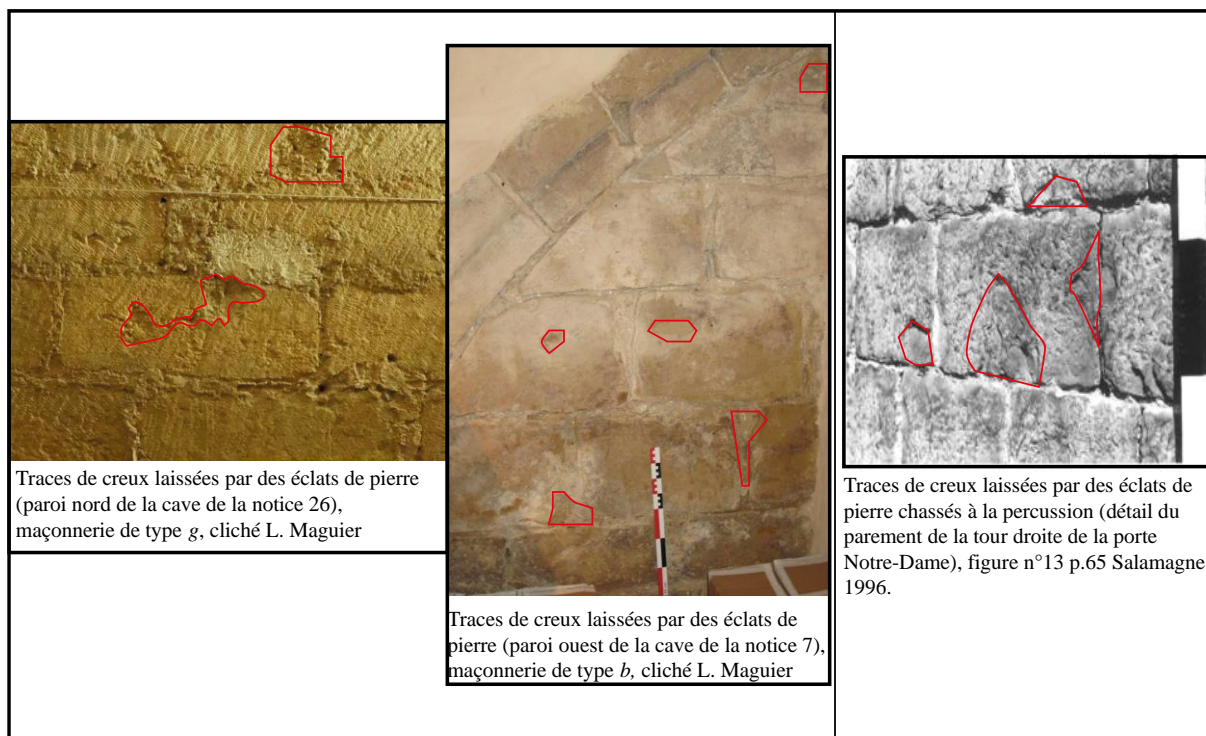 Traces de creux laissées par des éclats de pierre
(paroi nord de la cave de la notice 26),
maçonnerie de type g, cliché L. Maguier
Traces de creux laissées par des éclats de
pierre (paroi ouest de la cave de la notice 7),
maçonnerie de type b, cliché L. Maguier
Traces de creux laissées par des éclats de
pierre chassés à la percussion (détail du
parement de la tour droite de la porte
Notre-Dame), figure n°13 p.65 Salamagne
1996.